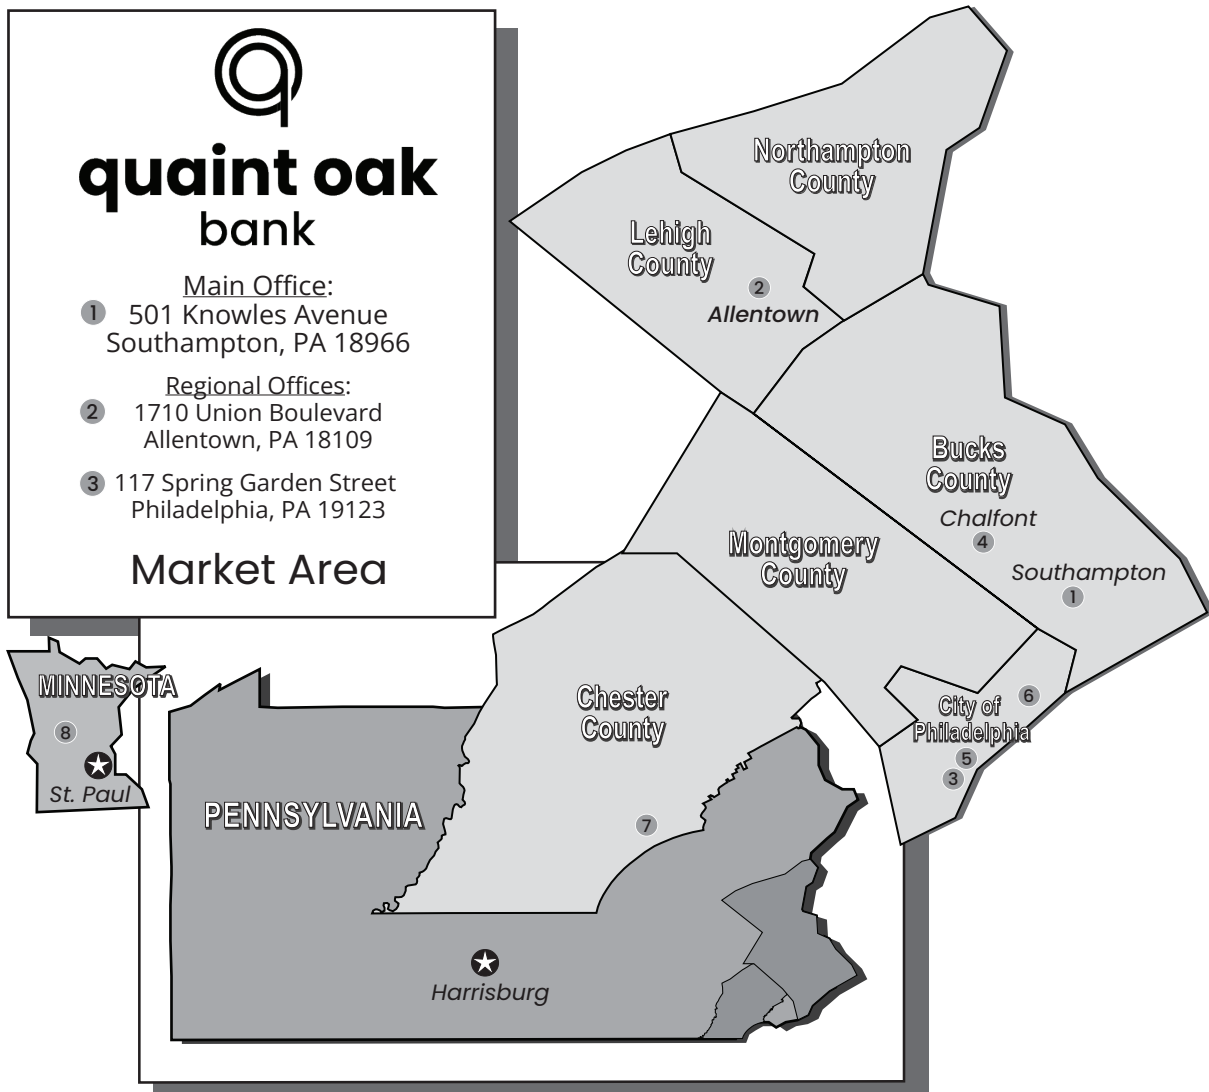 quaint oak
bank
Main Office:
1 501 Knowles Avenue
Southampton, PA 18966
Regional Offices:
2 1710 Union Boulevard
Allentown, PA 18109
3 117 Spring Garden Street
Philadelphia, PA 19123
Market Area
Northampton
County
Lehigh
County
2
Allentown
Bucks
County
Chalfont
4
Southampton
1
Montgomery
County
Chester
County
7
City of
Philadelphia
6
5
3
MINNESOTA
8
St. Paul
PENNSYLVANIA
Harrisburg